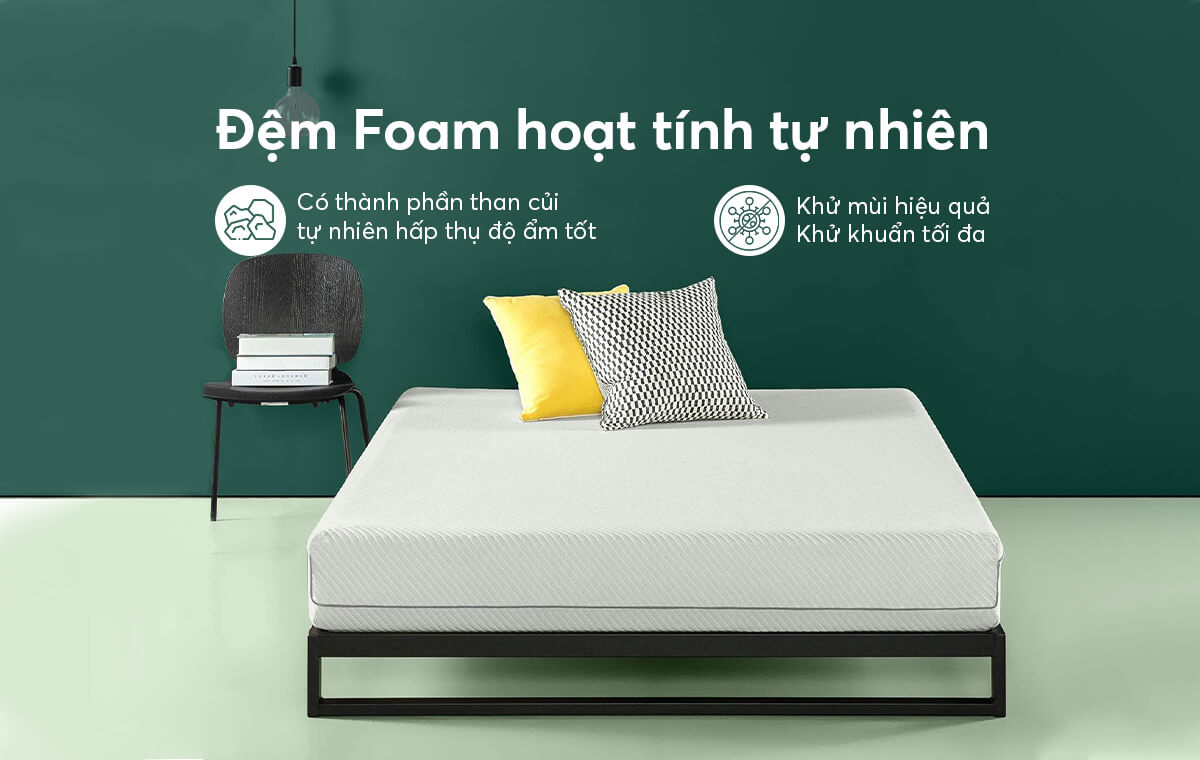 Đệm Foam hoạt tính tự nhiên
Có thành phần than củi
tự nhiên hấp thụ độ ẩm tốt
Khử mùi hiệu quả
Khử khuẩn tối đa